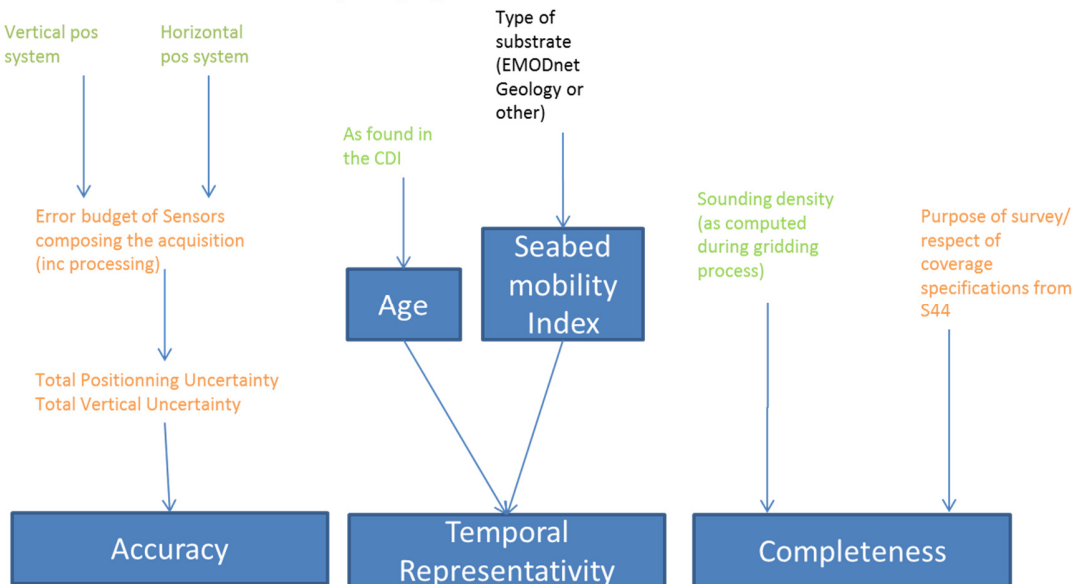 Vertical pos
system
Horizontal
pos system
Type of
substrate
(EMODnet
Geology or
other)
As found in
the CDI
Error budget of Sensors
composing the acquisition
(inc processing)
Sounding density
(as computed
during gridding
process)
Purpose of survey/
respect of
coverage
specifications from
S44
Age
Seabed
mobility
Index
Total Positionning Uncertainty
Total Vertical Uncertainty
Accuracy
Temporal
Representativity
Completeness